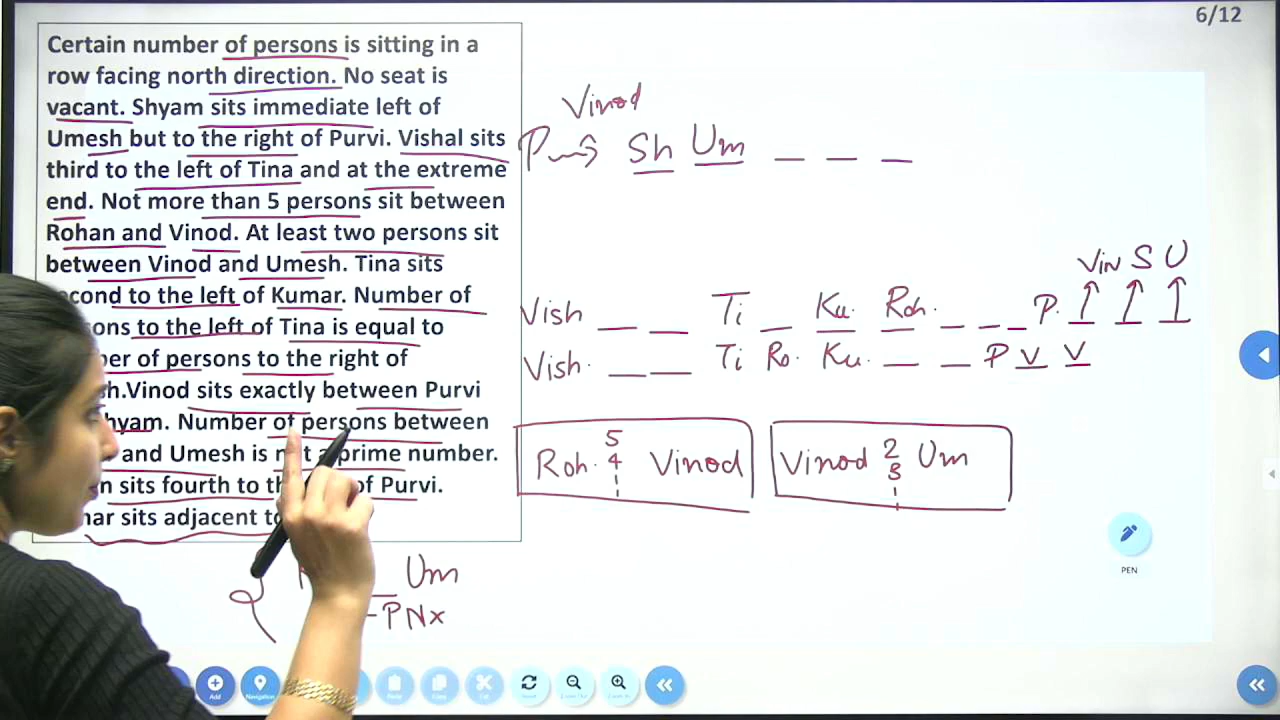 6/12
Certain number of persons is sitting in a
row facing north direction. No seat is
vacant. Shyam sits immediate left of
Umesh but to the right of Purvi. Vishal sits
third to the left of Tina and at the extreme
end. Not more than 5 persons sit between
Rohan and Vinod. At least two persons sit
between Vinod and Umesh. Tina sits
second to the left of Kumar. Number of
to the left of Tina is equal to
of persons to the right of
Vinod sits exactly between Purvi
Number of persons between
and Umesh is not a prime number.
sits fourth to of Purvi.
sits adjacent to
Vinod
P Sh Um _ _ _
Vin S U
Vish _ _ Ti _ Ku. Roh. _ _ _ P. _ _ _
Vish. _ _ Ti Ro. Ku. _ _ P V V
Roh. 5 4 Vinod
Vinod 2 3 Um
Um
PNx
PEN
Add
Navigation